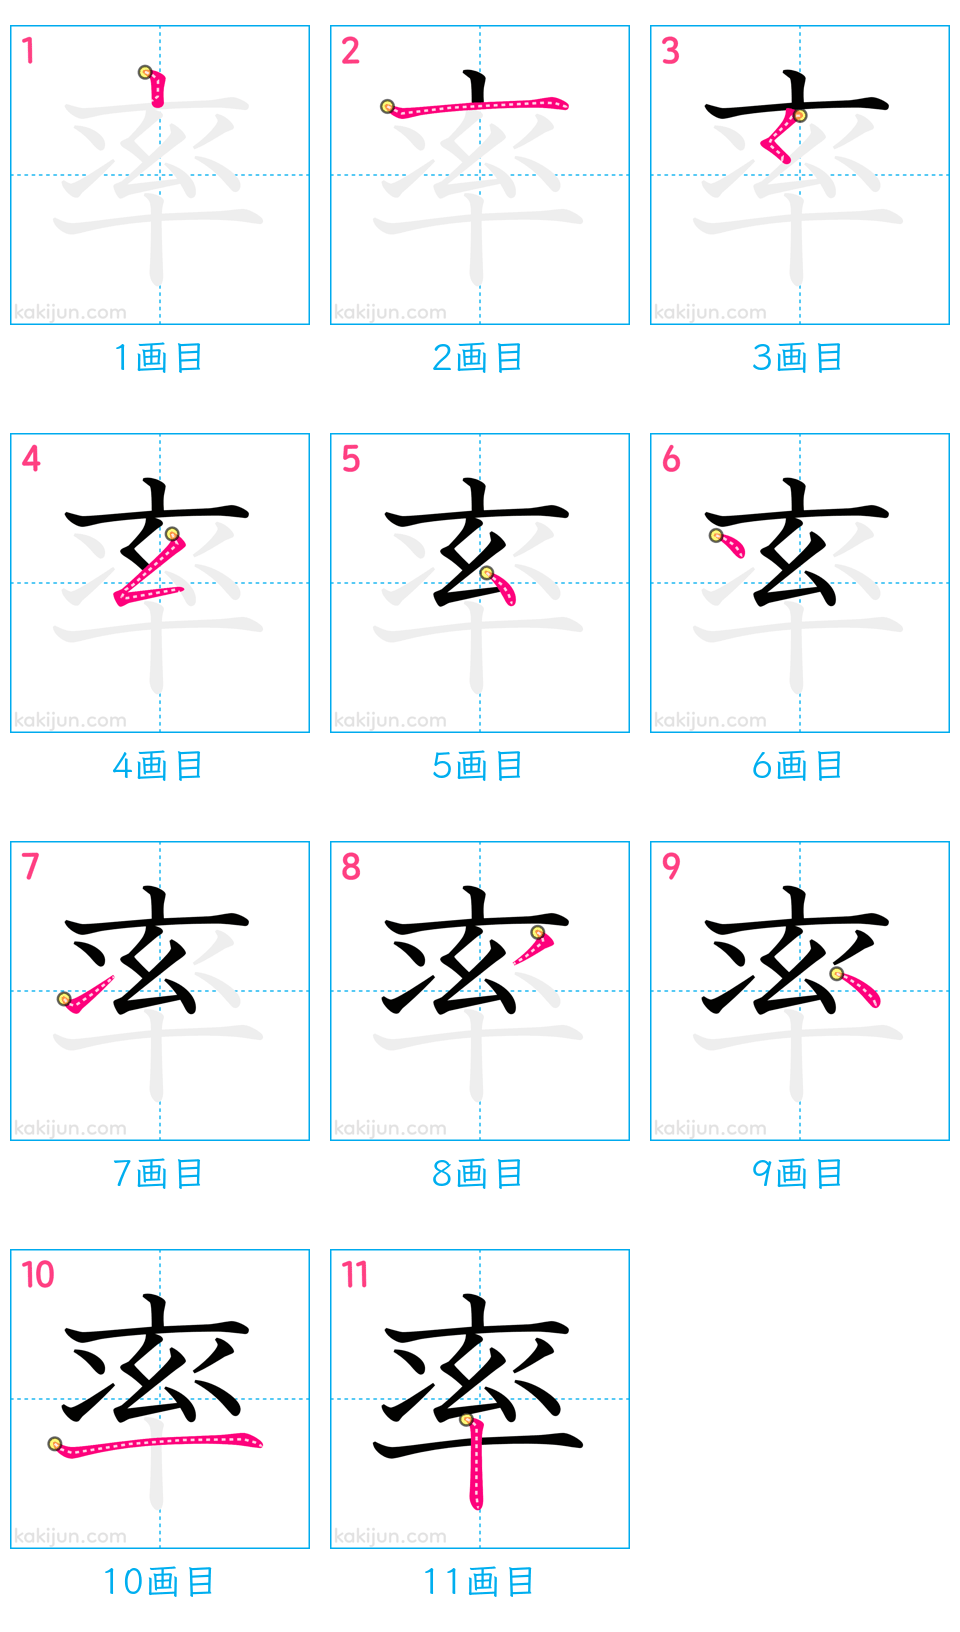 1 2 3
kakijun.com kakijun.com kakijun.com
1画目 2画目 3画目
4 5 6
kakijun.com kakijun.com kakijun.com
4画目 5画目 6画目
7 8 9
kakijun.com kakijun.com kakijun.com
7画目 8画目 9画目
10 11
率 率
kakijun.com kakijun.com
10画目 11画目